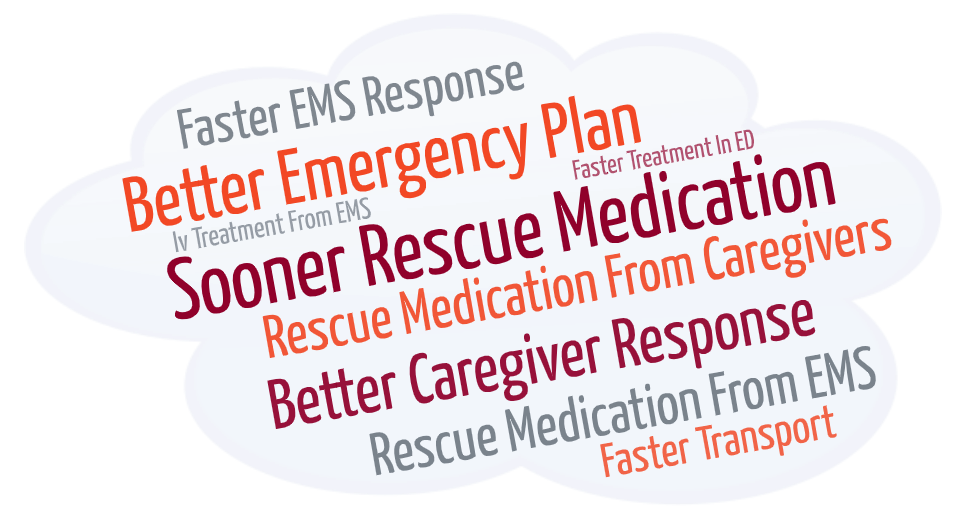 Faster EMS Response
Better Emergency Plan
Faster Treatment In ED
Iv Treatment From EMS
Sooner Rescue Medication
Rescue Medication From Caregivers
Better Caregiver Response
Rescue Medication From EMS
Faster Transport